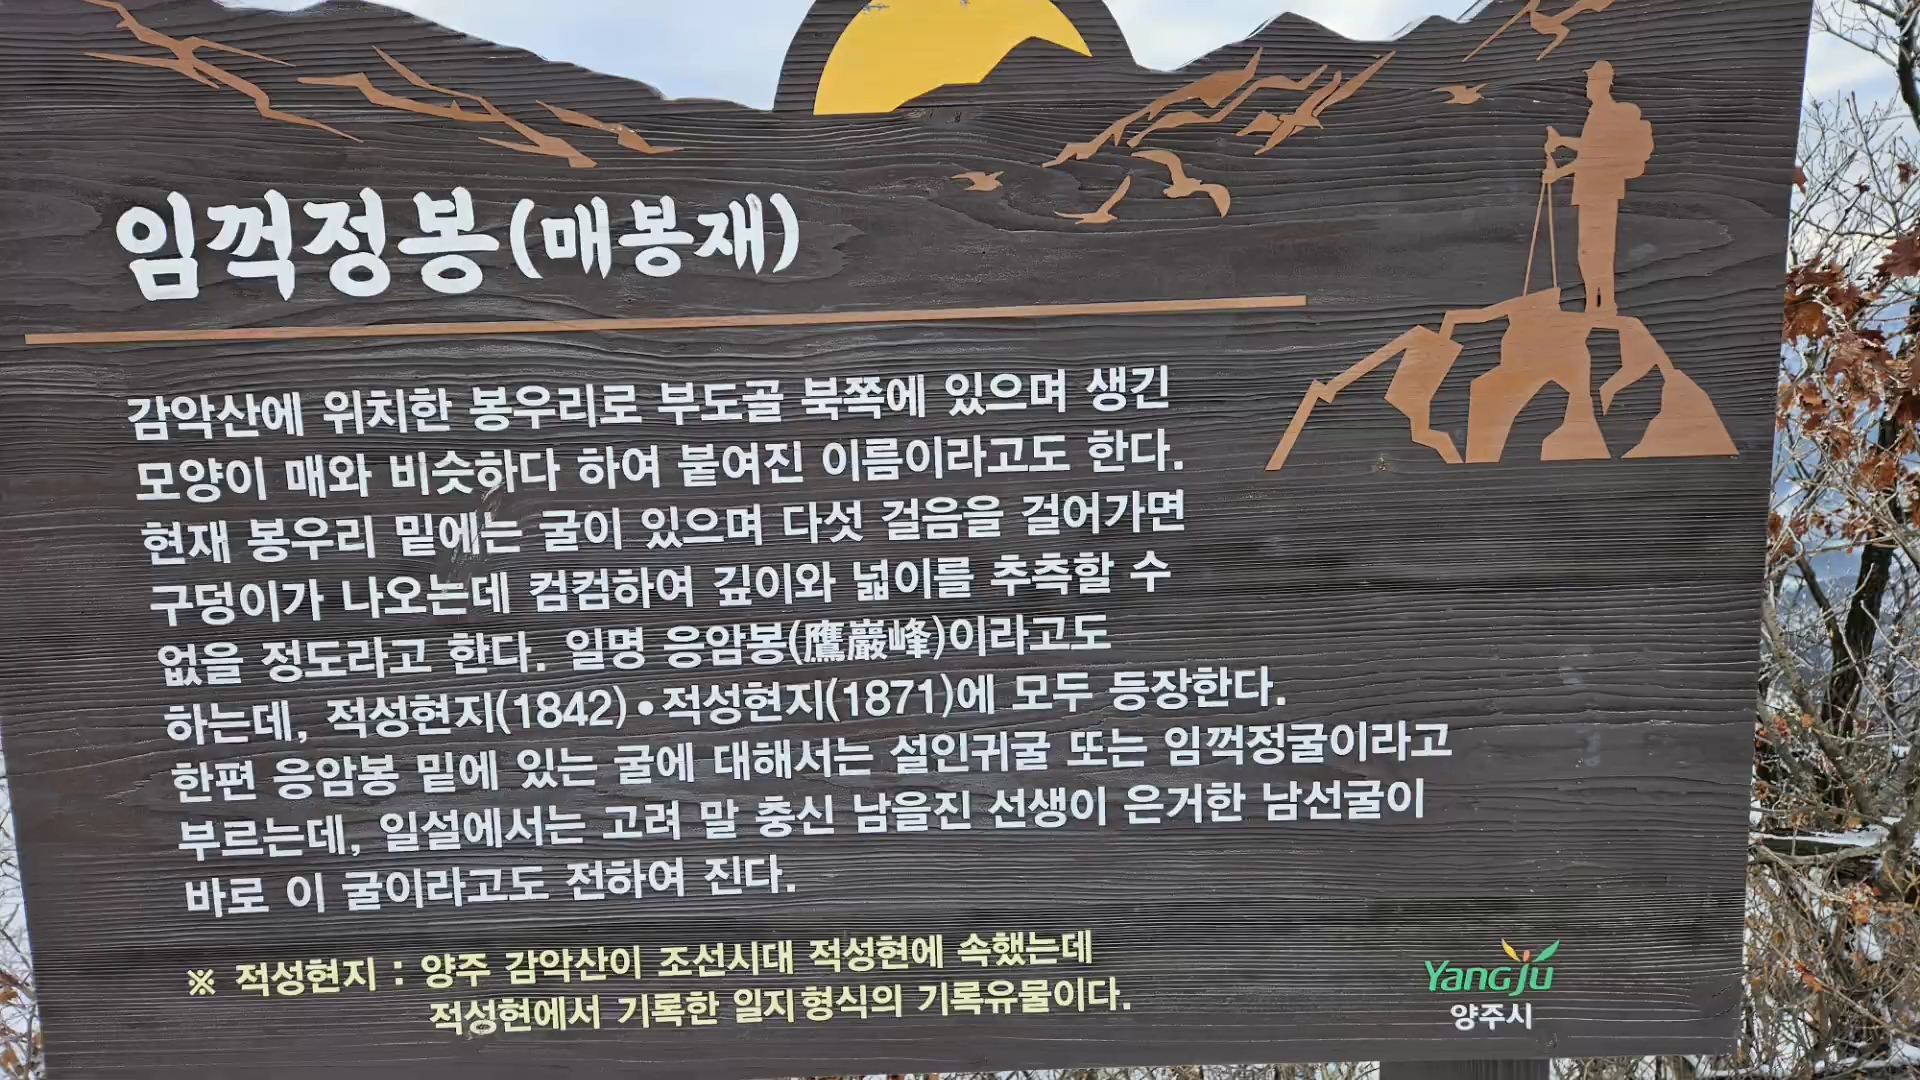 임꺽정봉(매봉재)
감악산에 위치한 봉우리로 부도골 북쪽에 있으며 생긴
모양이 매와 비슷하다 하여 붙여진 이름이라고도 한다.
현재 봉우리 밑에는 굴이 있으며 다섯 걸음을 걸어가면
구덩이가 나오는데 컴컴하여 깊이와 넓이를 추측할 수
없을 정도라고 한다. 일명 응암봉(鷹巖峰)이라고도
하는데, 적성현지(1842)•적성현지(1871)에 모두 등장한다.
한편 응암봉 밑에 있는 굴에 대해서는 설인귀굴 또는 임꺽정굴이라고
부르는데, 일설에서는 고려 말 충신 남을진 선생이 은거한 남선굴이
바로 이 굴이라고도 전하여 진다.
※ 적성현지 : 양주 감악산이 조선시대 적성현에 속했는데
적성현에서 기록한 일지형식의 기록유물이다.
Yangju
양주시